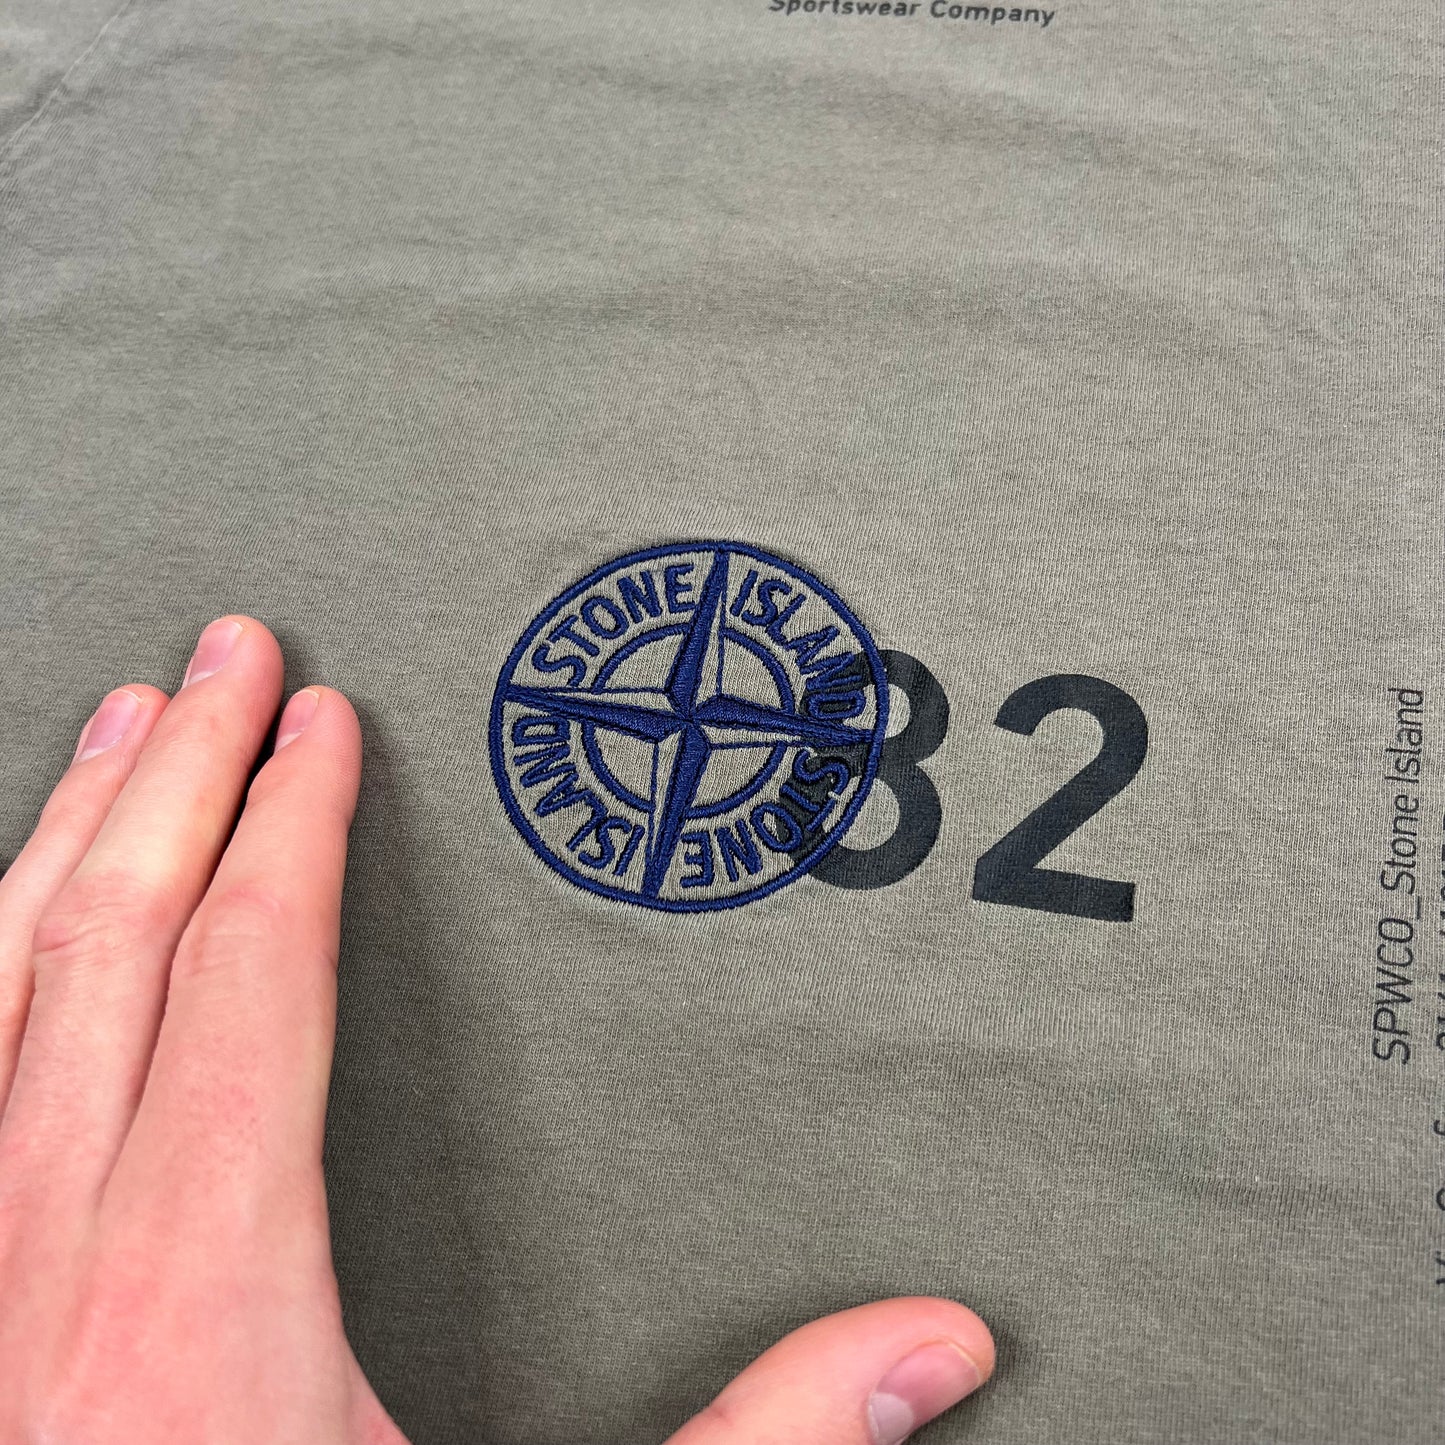 Sportswear Company
STONE ISLAND
STONE ISLAND
82
SPWCO_Stone Island